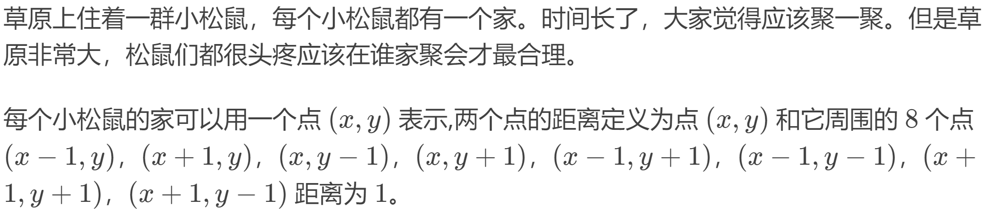 草原上住着一群小松鼠，每个小松鼠都有一个家。时间长了，大家觉得应该聚一聚。但是草
原非常大，松鼠们都很头疼应该在谁家聚会才最合理。
每个小松鼠的家可以用一个点 (x, y) 表示,两个点的距离定义为点 (x, y) 和它周围的 8 个点
(x − 1, y)，(x + 1, y)，(x, y − 1)，(x, y + 1)，(x − 1, y + 1)，(x − 1, y − 1)，(x +
1, y + 1)，(x + 1, y − 1) 距离为 1。